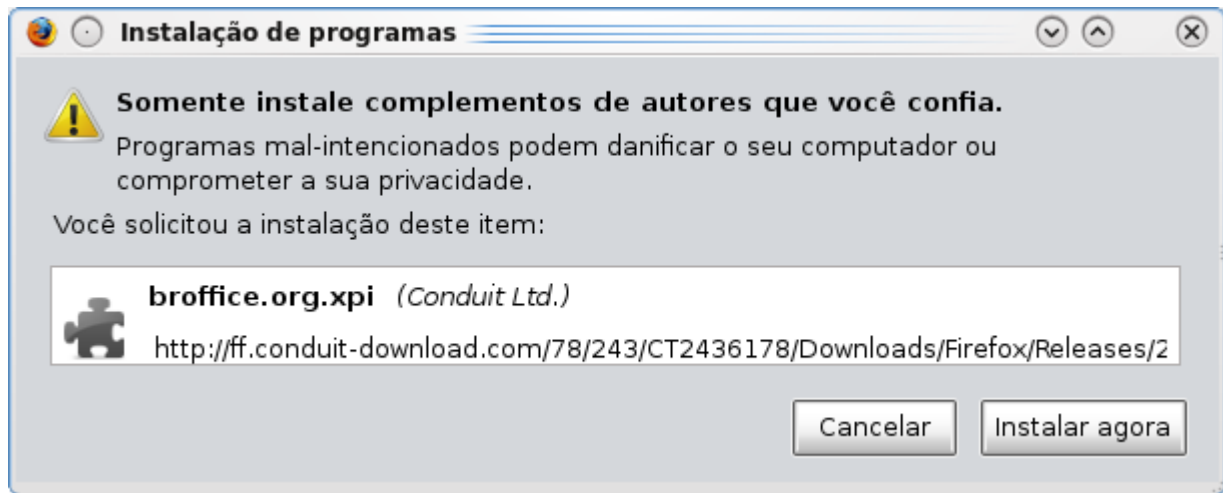 Instalação de programas
Somente instale complementos de autores que você confia.
Programas mal-intencionados podem danificar o seu computador ou
comprometer a sua privacidade.
Você solicitou a instalação deste item:
broffice.org.xpi (Conduit Ltd.)
http://ff.conduit-download.com/78/243/CT2436178/Downloads/Firefox/Releases/2
Cancelar Instalar agora